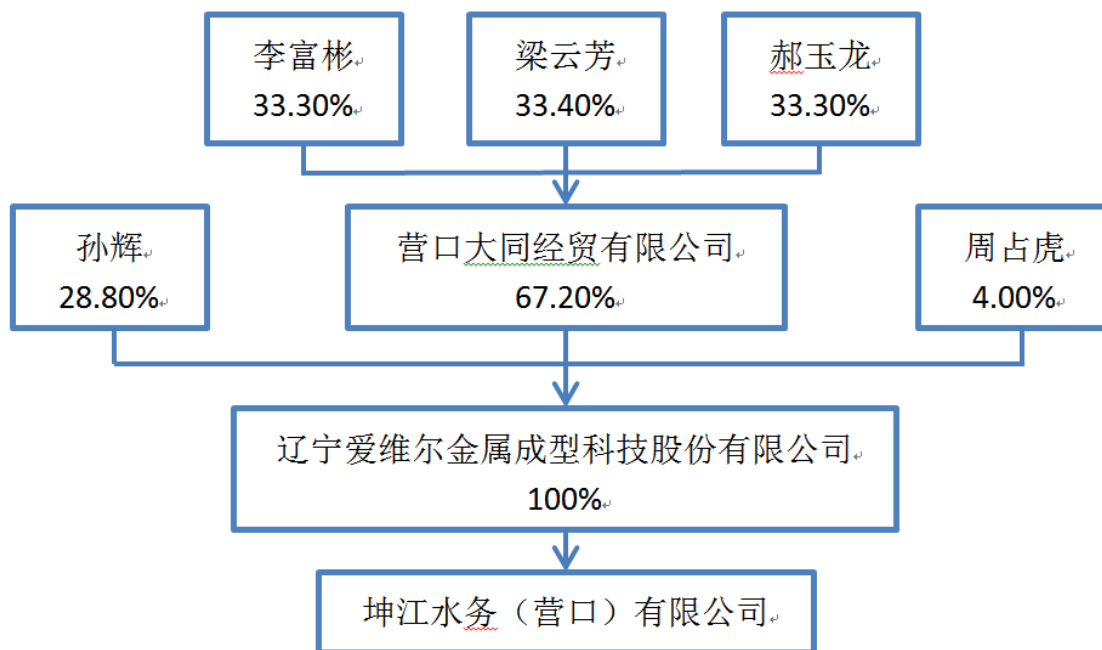 李富彬
33.30%
梁云芳
33.40%
郝玉龙
33.30%
孙辉
28.80%
营口大同经贸有限公司
67.20%
周占虎
4.00%
辽宁爱维尔金属成型科技股份有限公司
100%
坤江水务（营口）有限公司